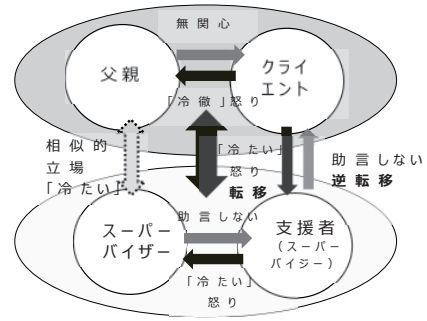 無関心
父親
クライ
エント
「冷徹」怒り
相似的
立場
「冷たい」
「冷たい」
怒り
転移
助言しない
逆転移
助言しない
スーパー
バイザー
支援者
(スーパー
バイジー)
「冷たい」
怒り